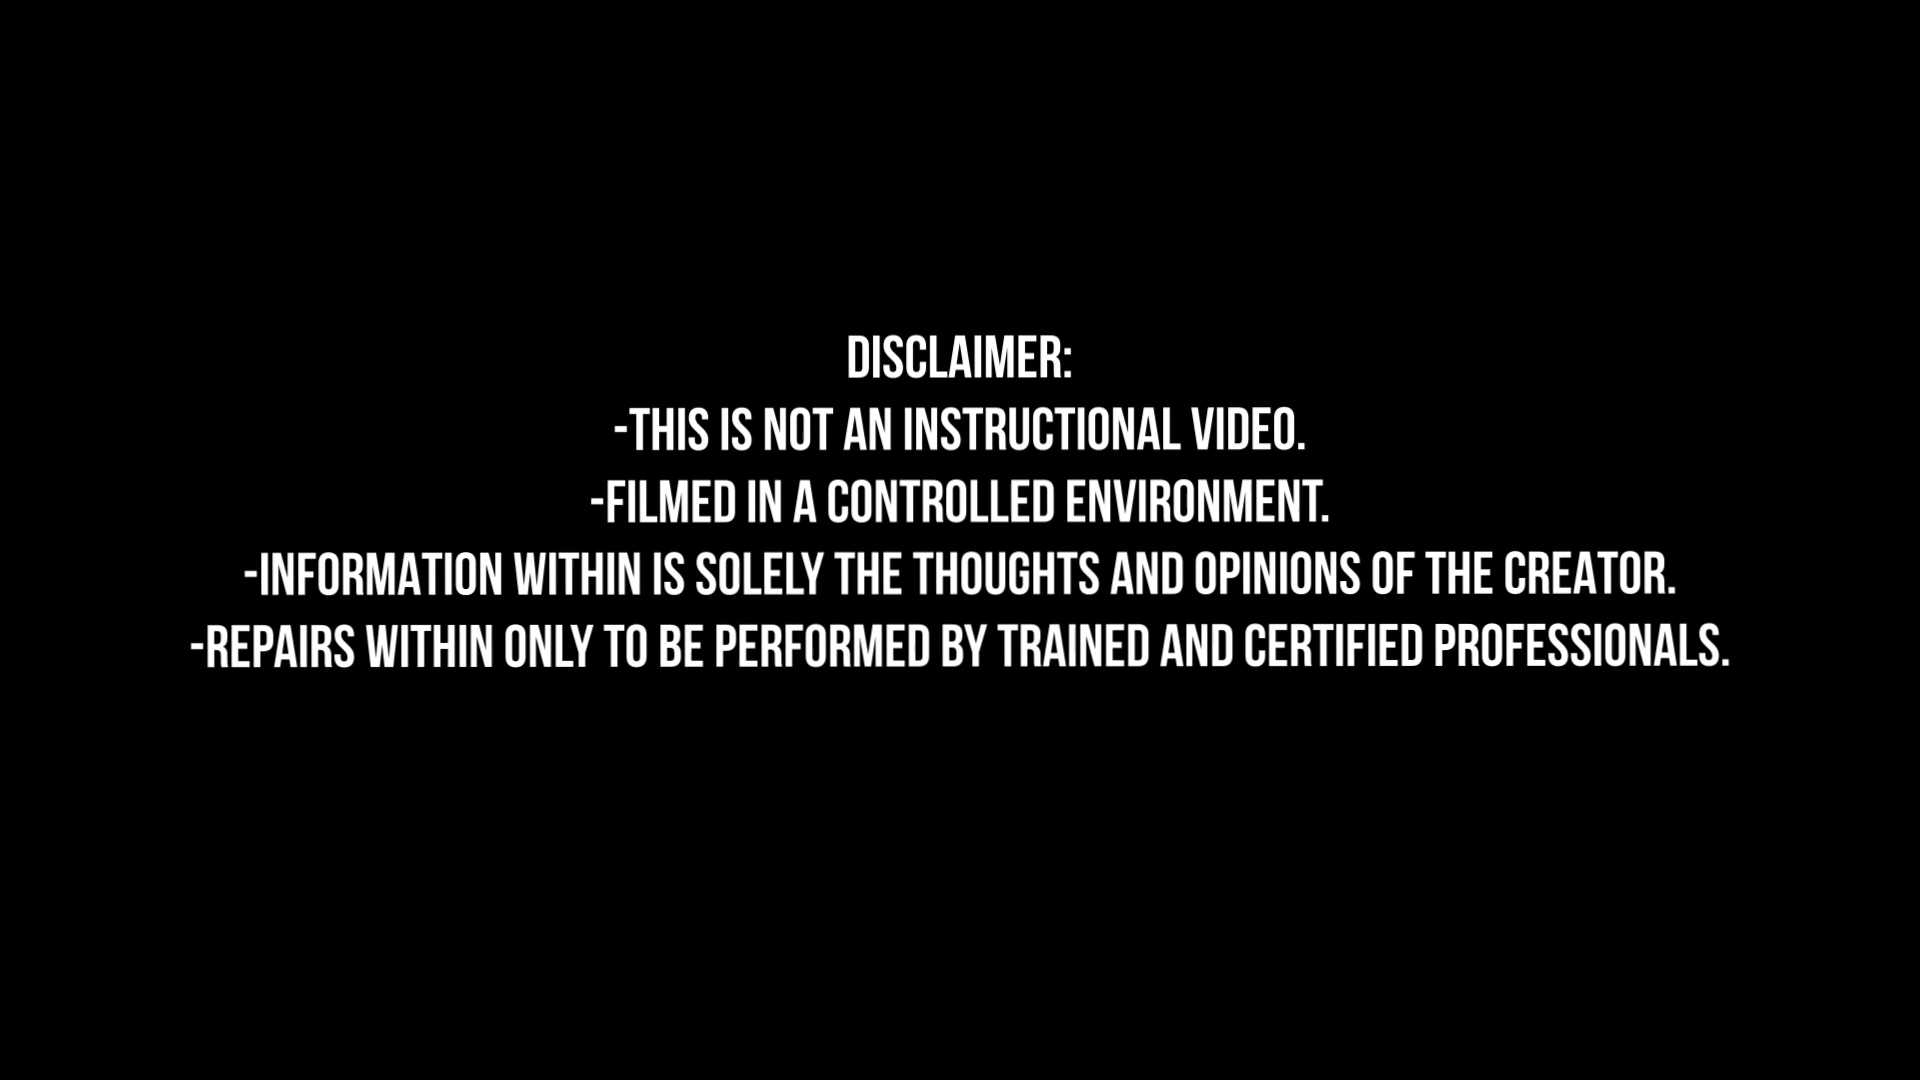 DISCLAIMER:
-THIS IS NOT AN INSTRUCTIONAL VIDEO.
-FILMED IN A CONTROLLED ENVIRONMENT.
-INFORMATION WITHIN IS SOLELY THE THOUGHTS AND OPINIONS OF THE CREATOR.
-REPAIRS WITHIN ONLY TO BE PERFORMED BY TRAINED AND CERTIFIED PROFESSIONALS.